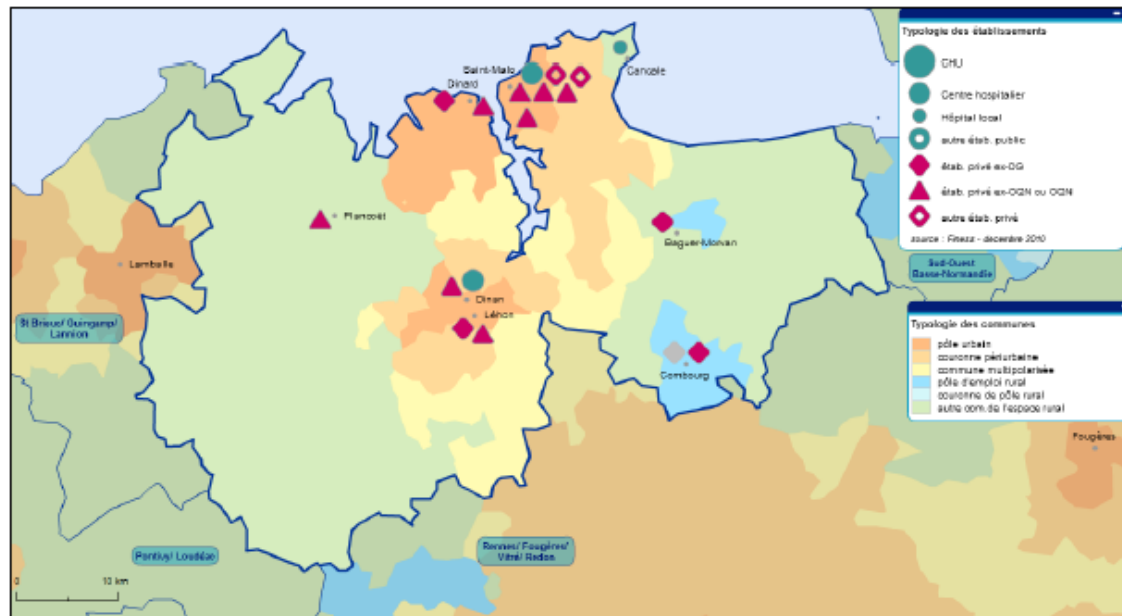 Saint-Malo
Dinard
Cancale
Plancoët
Lamballe
Baguer-Morvan
Dinan
Léhon
Combourg
Fougères
St Brieuc/ Guingamp/
Lannion
Pontivy/ Loudéac
Rennes/ Fougères/
Vitré/ Redon
Sud-Ouest
Basse-Normandie
0 10 km
Typologie des établissements
CHU
Centre hospitalier
Hôpital local
autre étab. public
étab. privé ex-DG
étab. privé ex-OQN ou OQN
autre étab. privé
source : Finess - décembre 2010
Typologie des communes
pôle urbain
couronne périurbaine
commune multipolarisée
pôle d'emploi rural
couronne de pôle rural
autre com.de l'espace rural